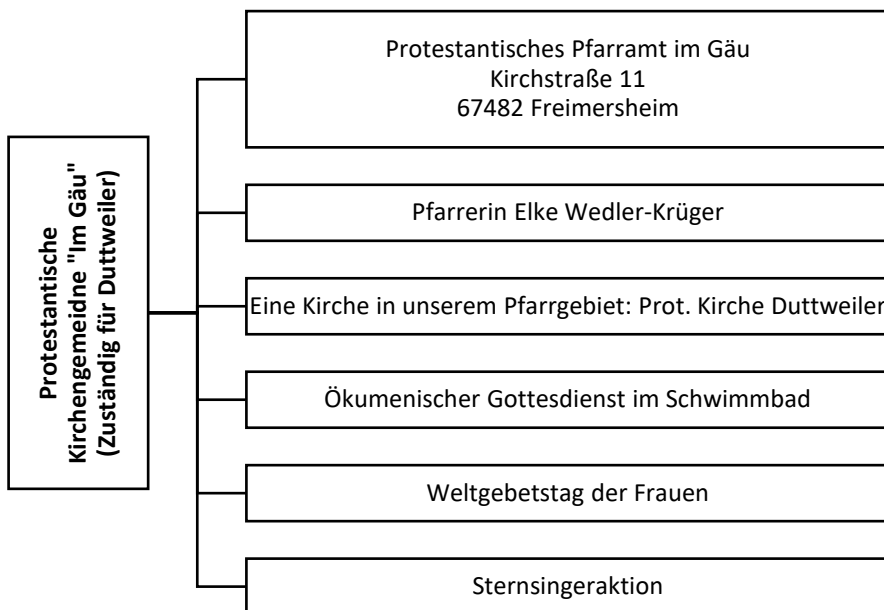 Protestantische
Kirchengemeidne "Im Gäu"
(Zuständig für Duttweiler)
Protestantisches Pfarramt im Gäu
Kirchstraße 11
67482 Freimersheim
Pfarrerin Elke Wedler-Krüger
Eine Kirche in unserem Pfarrgebiet: Prot. Kirche Duttweiler
Ökumenischer Gottesdienst im Schwimmbad
Weltgebetstag der Frauen
Sternsingeraktion